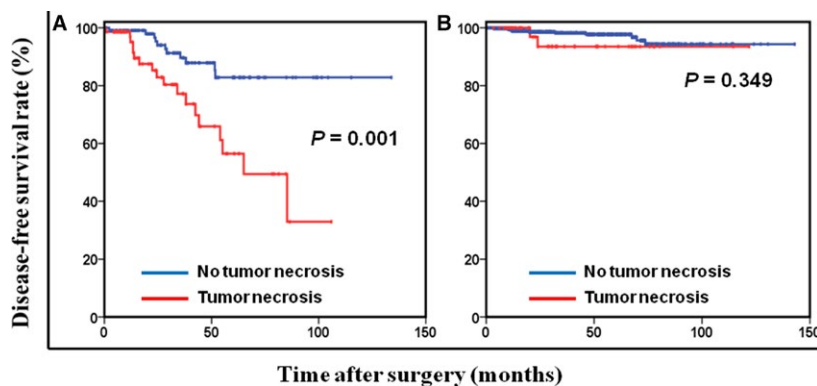 A
B
Disease-free survival rate (%)
100
80
60
40
20
0
P = 0.001
No tumor necrosis
Tumor necrosis
0
50
100
150
100
80
60
40
20
0
P = 0.349
No tumor necrosis
Tumor necrosis
0
50
100
150
Time after surgery (months)